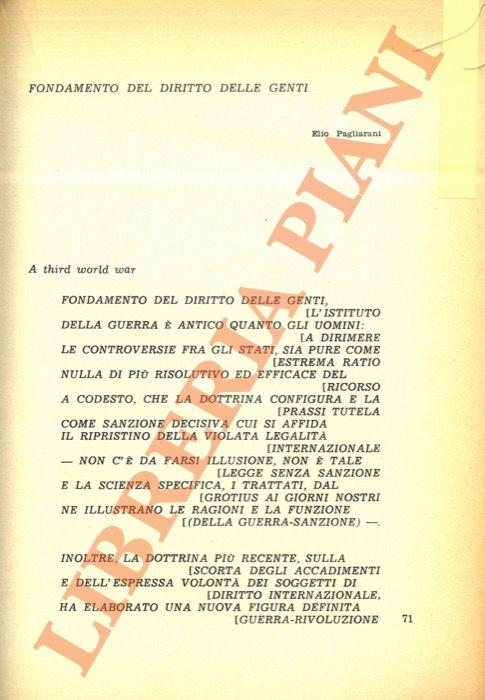 FONDAMENTO DEL DIRITTO DELLE GENTI
Elio Pagliarani
A third world war
FONDAMENTO DEL DIRITTO DELLE GENTI,
[L'ISTITUTO
DELLA GUERRA È ANTICO QUANTO GLI UOMINI:
[A DIRIMERE
LE CONTROVERSIE FRA GLI STATI, SIA PURE COME
[ESTREMA RATIO
NULLA DI PIÙ RISOLUTIVO ED EFFICACE DEL
[RICORSO
A CODESTO, CHE LA DOTTRINA CONFIGURA E LA
[PRASSI TUTELA
COME SANZIONE DECISIVA CUI SI AFFIDA
IL RIPRISTINO DELLA VIOLATA LEGALITÀ
[INTERNAZIONALE
— NON C'È DA FARSI ILLUSIONE, NON È TALE
[LEGGE SENZA SANZIONE
E LA SCIENZA SPECIFICA, I TRATTATI, DAL
[GROTIUS AI GIORNI NOSTRI
NE ILLUSTRANO LE RAGIONI E LA FUNZIONE
[(DELLA GUERRA-SANZIONE) —.
INOLTRE, LA DOTTRINA PIÙ RECENTE, SULLA
[SCORTA DEGLI ACCADIMENTI
E DELL'ESPRESSA VOLONTÀ DEI SOGGETTI DI
[DIRITTO INTERNAZIONALE,
HA ELABORATO UNA NUOVA FIGURA DEFINITA
[GUERRA-RIVOLUZIONE
71
LIBRERIA PIANI